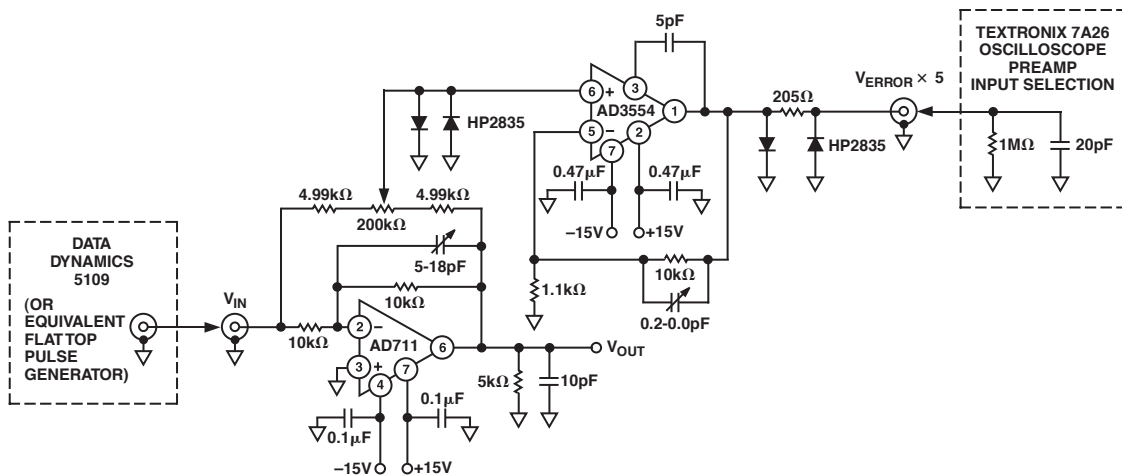 5pF
TEXTRONIX 7A26
OSCILLOSCOPE
PREAMP
INPUT SELECTION
3
6
+
AD3554
1
5
–
2
7
205Ω
VERROR × 5
HP2835
HP2835
1MΩ
20pF
0.47µF
0.47µF
–15V
+15V
4.99kΩ
4.99kΩ
200kΩ
5-18pF
10kΩ
1.1kΩ
10kΩ
0.2-0.0pF
DATA
DYNAMICS
5109
(OR
EQUIVALENT
FLAT TOP
PULSE
GENERATOR)
VIN
10kΩ
2
–
AD711
6
3
+
4
7
VOUT
5kΩ
10pF
0.1µF
0.1µF
–15V
+15V